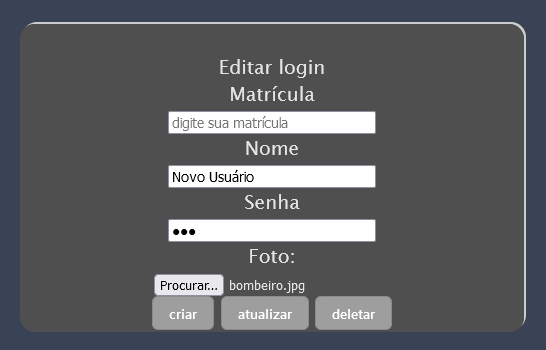 Editar login
Matrícula
digite sua matrícula
Nome
Novo Usuário
Senha
●●●
Foto:
Procurar... bombeiro.jpg
criar atualizar deletar